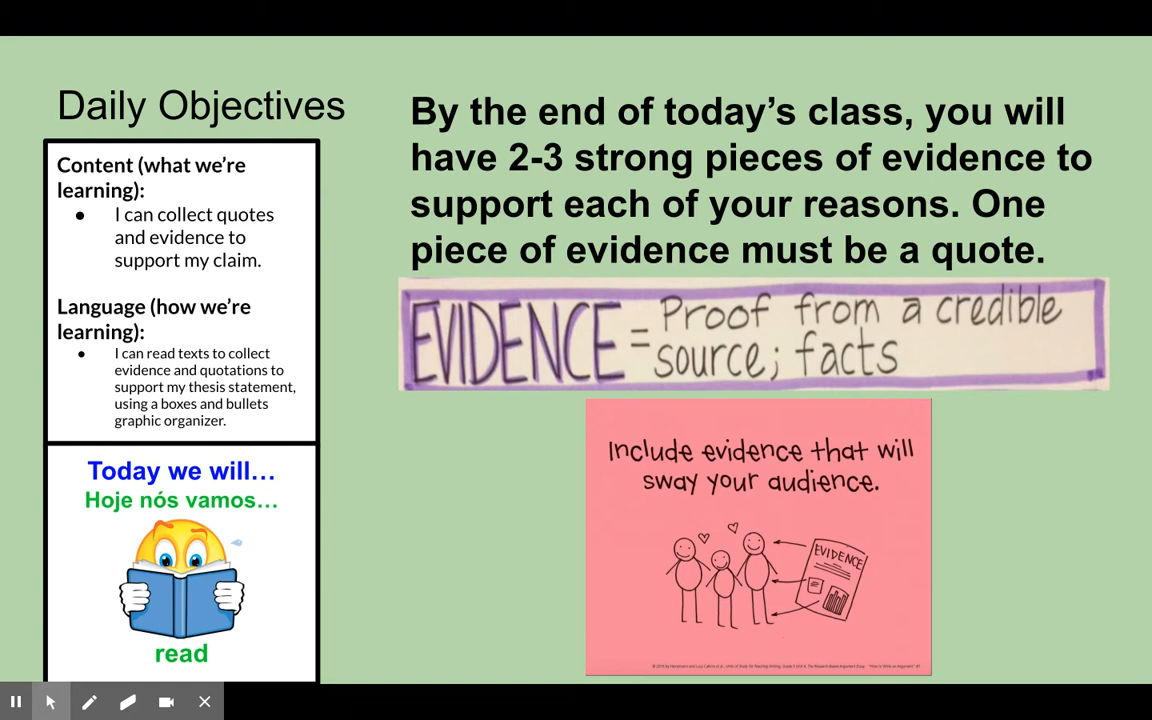 Daily Objectives
Content (what we're
learning):
● I can collect quotes
and evidence to
support my claim.
Language (how we're
learning):
● I can read texts to collect
evidence and quotations to
support my thesis statement,
using a boxes and bullets
graphic organizer.
Today we will…
Hoje nós vamos…
read
By the end of today's class, you will
have 2-3 strong pieces of evidence to
support each of your reasons. One
piece of evidence must be a quote.
EVIDENCE = Proof from a credible
source; facts
Include evidence that will
sway your audience.
EVIDENCE